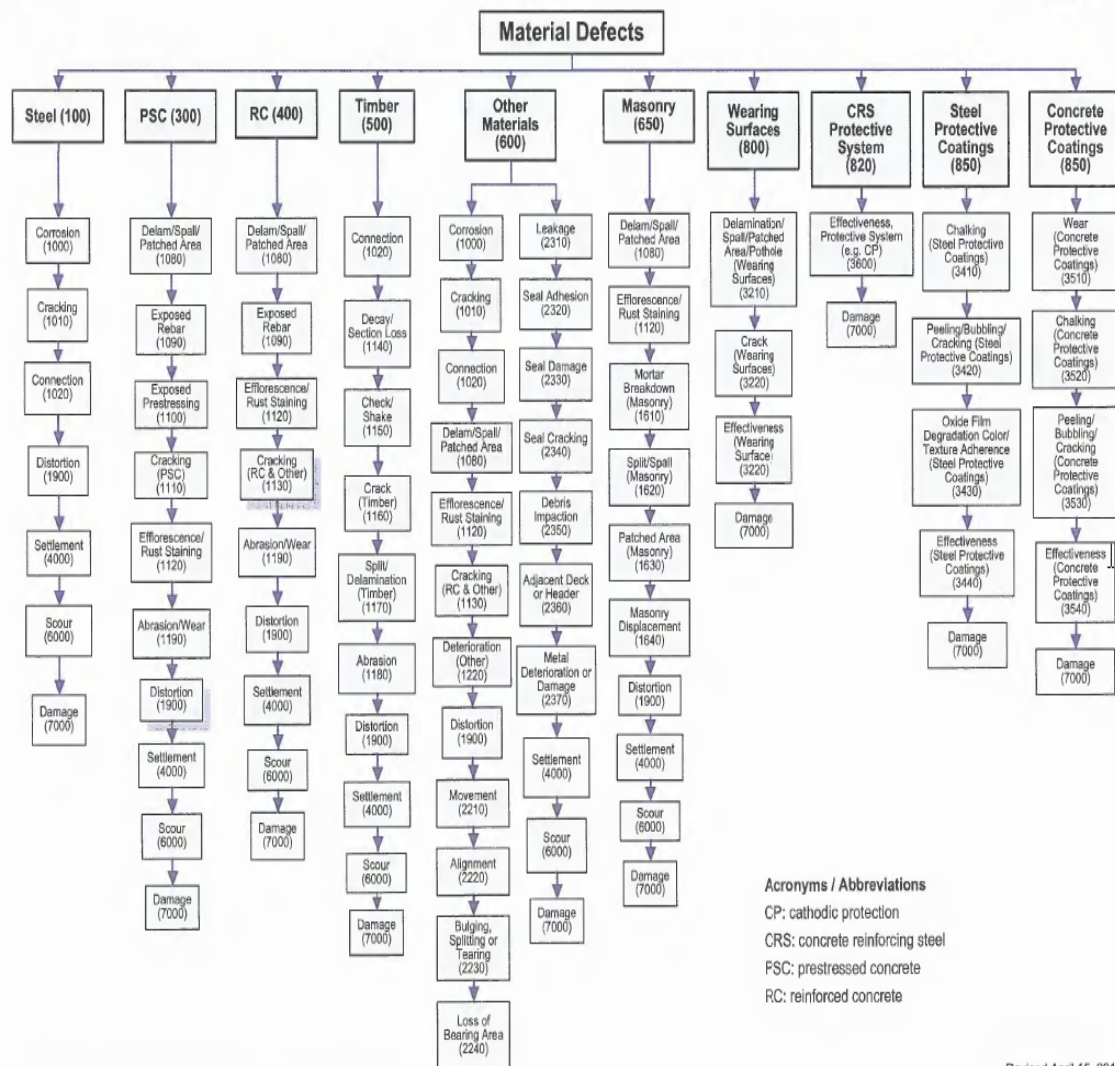 Material Defects
Steel (100)
PSC (300)
RC (400)
Timber
(500)
Other
Materials
(600)
Masonry
(650)
Wearing
Surfaces
(800)
CRS
Protective
System
(820)
Steel
Protective
Coatings
(850)
Concrete
Protective
Coatings
(850)
Corrosion
(1000)
Cracking
(1010)
Connection
(1020)
Distortion
(1900)
Settlement
(4000)
Scour
(6000)
Damage
(7000)
Delam/Spall/
Patched Area
(1080)
Exposed
Rebar
(1090)
Exposed
Prestressing
(1100)
Cracking
(PSC)
(1110)
Efflorescence/
Rust Staining
(1120)
Abrasion/Wear
(1190)
Distortion
(1900)
Settlement
(4000)
Scour
(6000)
Damage
(7000)
Delam/Spall/
Patched Area
(1080)
Exposed
Rebar
(1090)
Efflorescence/
Rust Staining
(1120)
Cracking
(RC & Other)
(1130)
Abrasion/Wear
(1190)
Distortion
(1900)
Settlement
(4000)
Scour
(6000)
Damage
(7000)
Connection
(1020)
Decay/
Section Loss
(1140)
Check/
Shake
(1150)
Crack
(Timber)
(1160)
Split/
Delamination
(Timber)
(1170)
Abrasion
(1180)
Distortion
(1900)
Settlement
(4000)
Scour
(6000)
Damage
(7000)
Corrosion
(1000)
Cracking
(1010)
Connection
(1020)
Delam/Spall/
Patched Area
(1080)
Efflorescence/
Rust Staining
(1120)
Cracking
(RC & Other)
(1130)
Deterioration
(Other)
(1220)
Distortion
(1900)
Movement
(2210)
Alignment
(2220)
Bulging,
Splitting or
Tearing
(2230)
Loss of
Bearing Area
(2240)
Leakage
(2310)
Seal Adhesion
(2320)
Seal Damage
(2330)
Seal Cracking
(2340)
Debris
Impaction
(2350)
Adjacent Deck
or Header
(2360)
Metal
Deterioration or
Damage
(2370)
Settlement
(4000)
Scour
(6000)
Damage
(7000)
Delam/Spall/
Patched Area
(1080)
Efflorescence/
Rust Staining
(1120)
Mortar
Breakdown
(Masonry)
(1610)
Split/Spall
(Masonry)
(1620)
Patched Area
(Masonry)
(1630)
Masonry
Displacement
(1640)
Distortion
(1900)
Settlement
(4000)
Scour
(6000)
Damage
(7000)
Delamination/
Spall/Patched
Area/Pothole
(Wearing
Surfaces)
(3210)
Crack
(Wearing
Surfaces)
(3220)
Effectiveness
(Wearing
Surface)
(3220)
Damage
(7000)
Effectiveness,
Protective System
(e.g. CP)
(3600)
Damage
(7000)
Chalking
(Steel Protective
Coatings)
(3410)
Peeling/Bubbling/
Cracking (Steel
Protective Coatings)
(3420)
Oxide Film
Degradation Color/
Texture Adherence
(Steel Protective
Coatings)
(3430)
Effectiveness
(Steel Protective
Coatings)
(3440)
Damage
(7000)
Wear
(Concrete
Protective
Coatings)
(3510)
Chalking
(Concrete
Protective
Coatings)
(3520)
Peeling/
Bubbling/
Cracking
(Concrete
Protective
Coatings)
(3530)
Effectiveness
(Concrete
Protective
Coatings)
(3540)
Damage
(7000)
Acronyms / Abbreviations
CP: cathodic protection
CRS: concrete reinforcing steel
PSC: prestressed concrete
RC: reinforced concrete
Revised April 15,